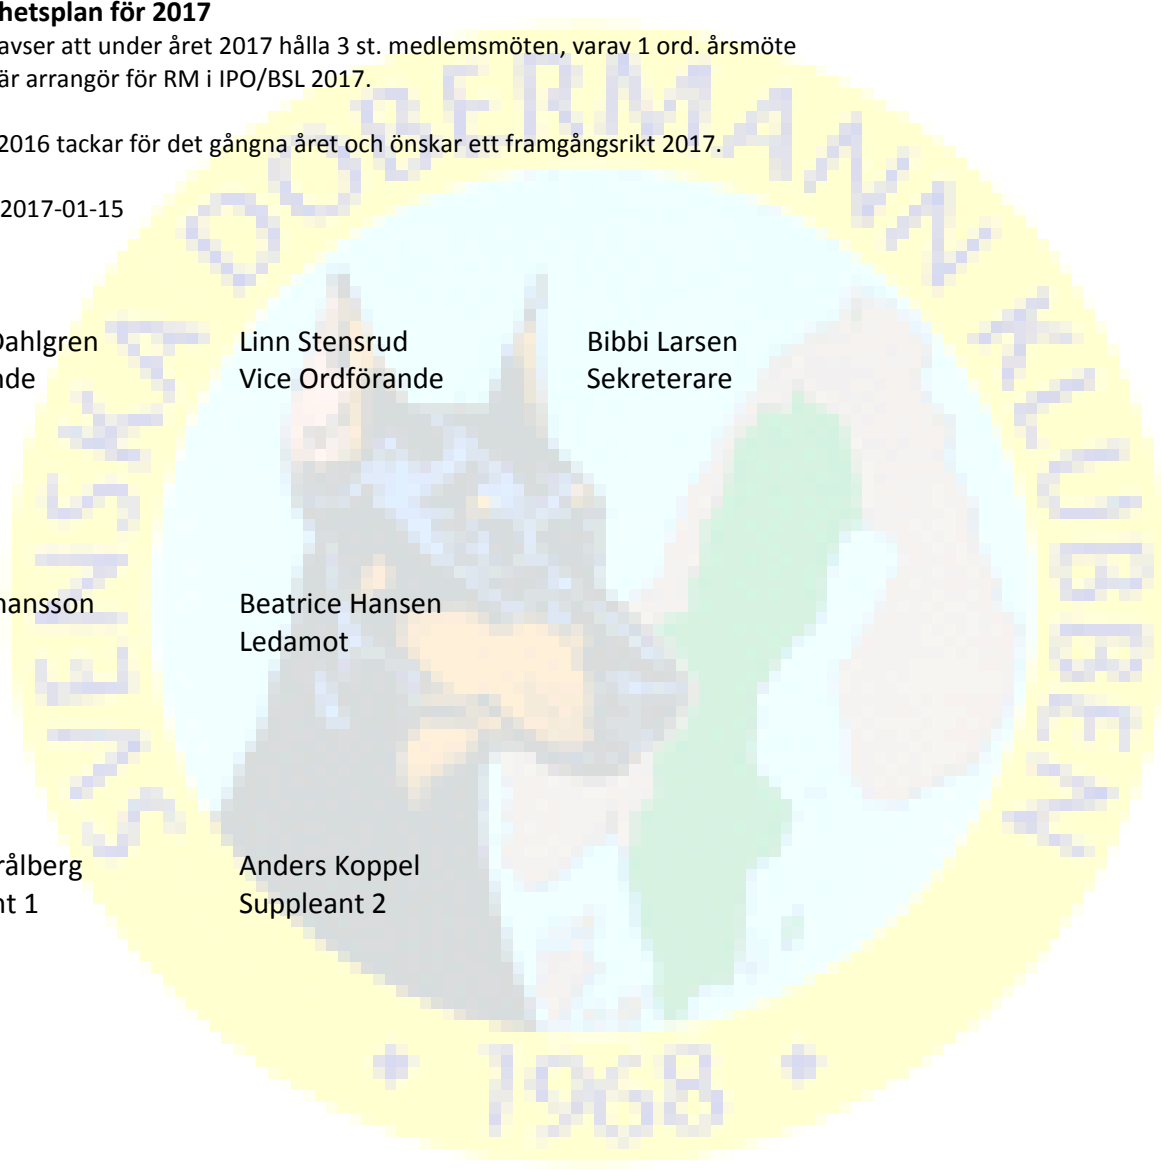 hetsplan för 2017
avser att under året 2017 hålla 3 st. medlemsmöten, varav 1 ord. årsmöte
är arrangör för RM i IPO/BSL 2017.
2016 tackar för det gångna året och önskar ett framgångsrikt 2017.
2017-01-15
Dahlgren Linn Stensrud Bibbi Larsen
nde Vice Ordförande Sekreterare
hansson Beatrice Hansen
Ledamot
rålberg Anders Koppel
nt 1 Suppleant 2
SVENSKA DOBERMANN KLUBBEN
1968